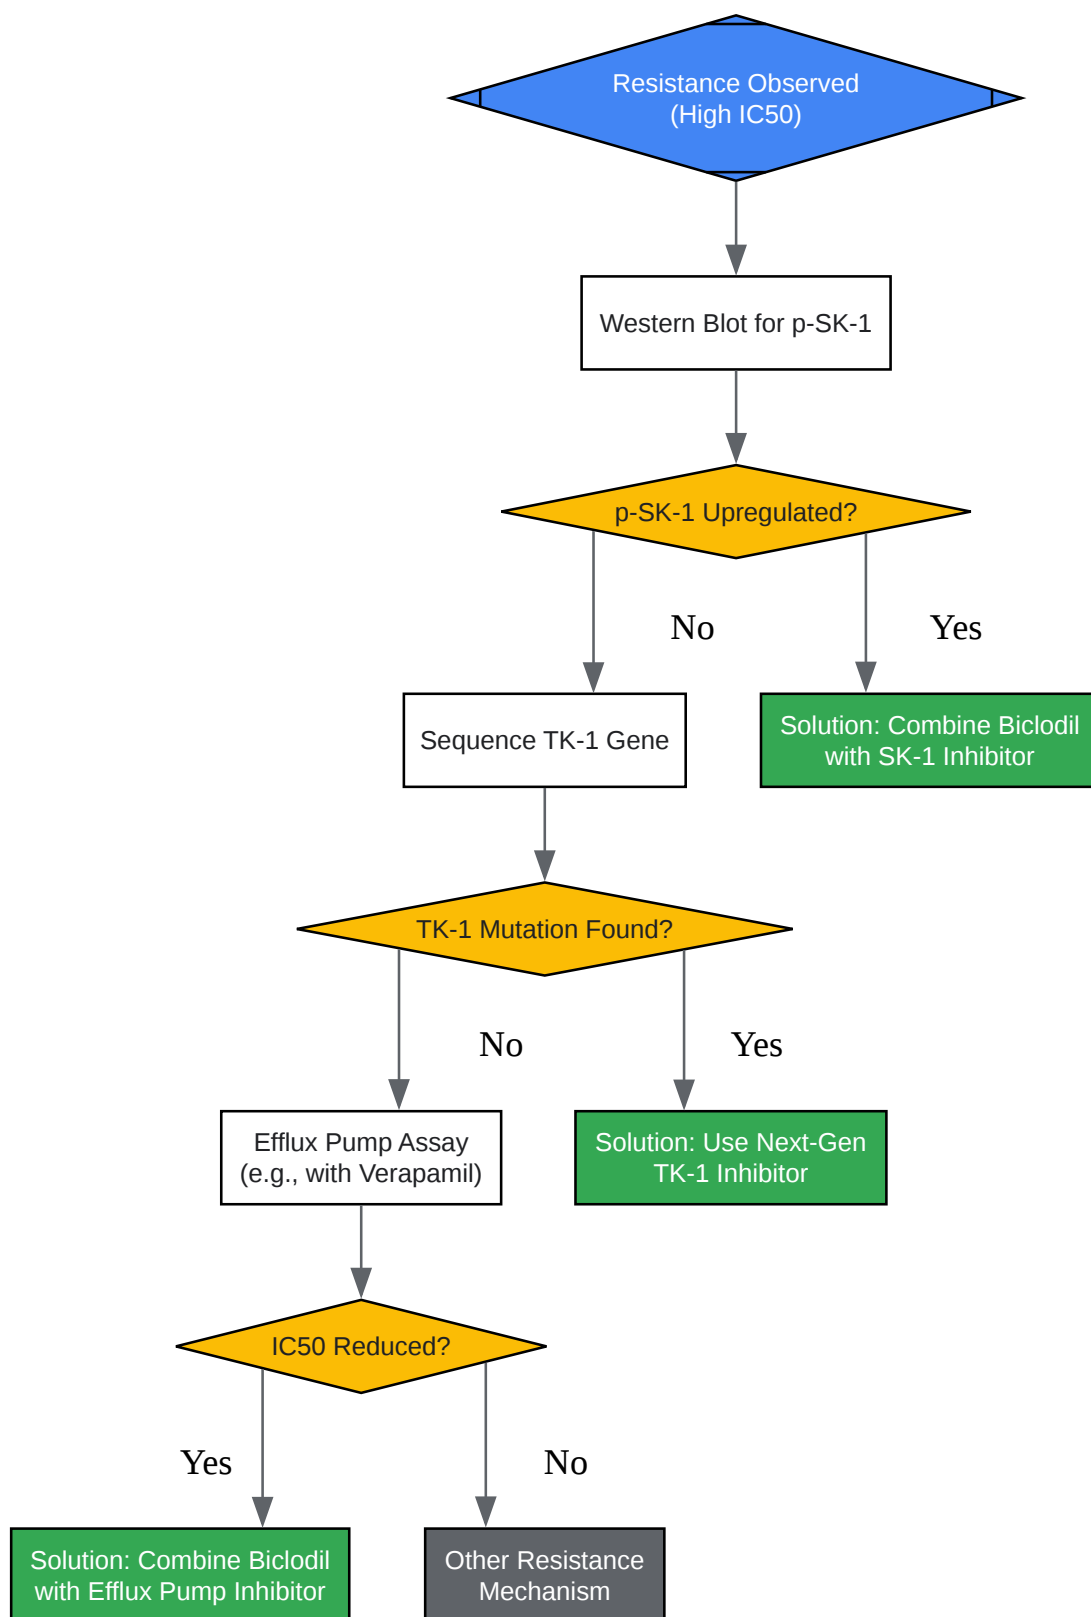 Resistance Observed
(High IC50)
Western Blot for p-SK-1
p-SK-1 Upregulated?
No
Yes
Sequence TK-1 Gene
Solution: Combine Biclodil
with SK-1 Inhibitor
TK-1 Mutation Found?
No
Yes
Efflux Pump Assay
(e.g., with Verapamil)
Solution: Use Next-Gen
TK-1 Inhibitor
IC50 Reduced?
Yes
No
Solution: Combine Biclodil
with Efflux Pump Inhibitor
Other Resistance
Mechanism